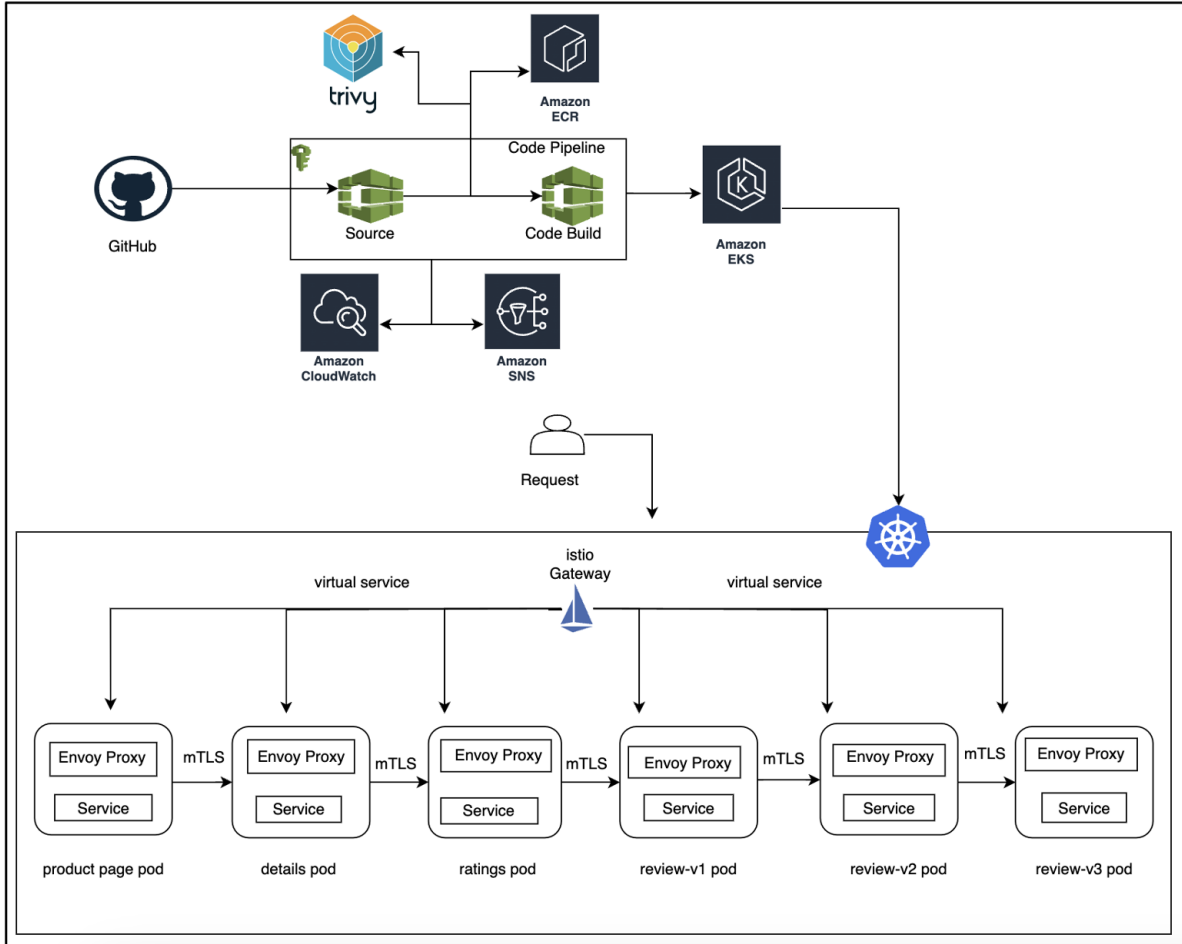 trivy
Amazon
ECR
Code Pipeline
GitHub
Source
Code Build
Amazon
EKS
Amazon
CloudWatch
Amazon
SNS
Request
istio
Gateway
virtual service
virtual service
Envoy Proxy
Service
product page pod
mTLS
Envoy Proxy
Service
details pod
mTLS
Envoy Proxy
Service
ratings pod
mTLS
Envoy Proxy
Service
review-v1 pod
mTLS
Envoy Proxy
Service
review-v2 pod
mTLS
Envoy Proxy
Service
review-v3 pod
K